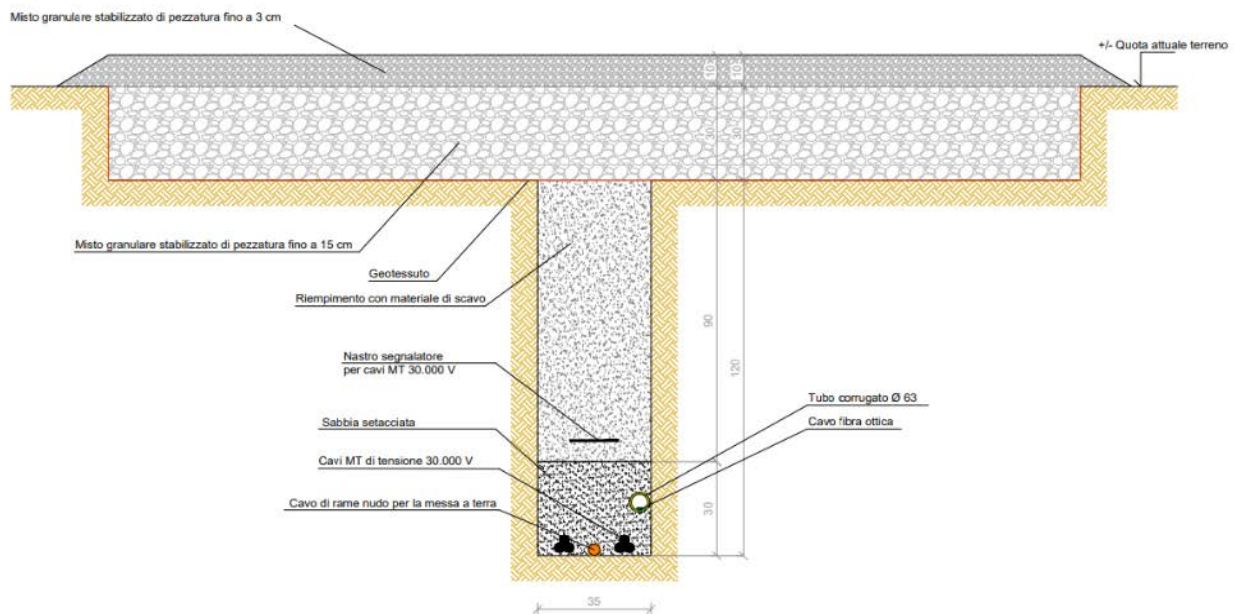 Misto granulare stabilizzato di pezzatura fino a 3 cm
+/- Quota attuale terreno
10
10
30
30
Misto granulare stabilizzato di pezzatura fino a 15 cm
Geotessuto
Riempimento con materiale di scavo
90
120
Nastro segnalatore
per cavi MT 30.000 V
Tubo corrugato Ø 63
Sabbia setacciata
Cavo fibra ottica
Cavi MT di tensione 30.000 V
Cavo di rame nudo per la messa a terra
30
35